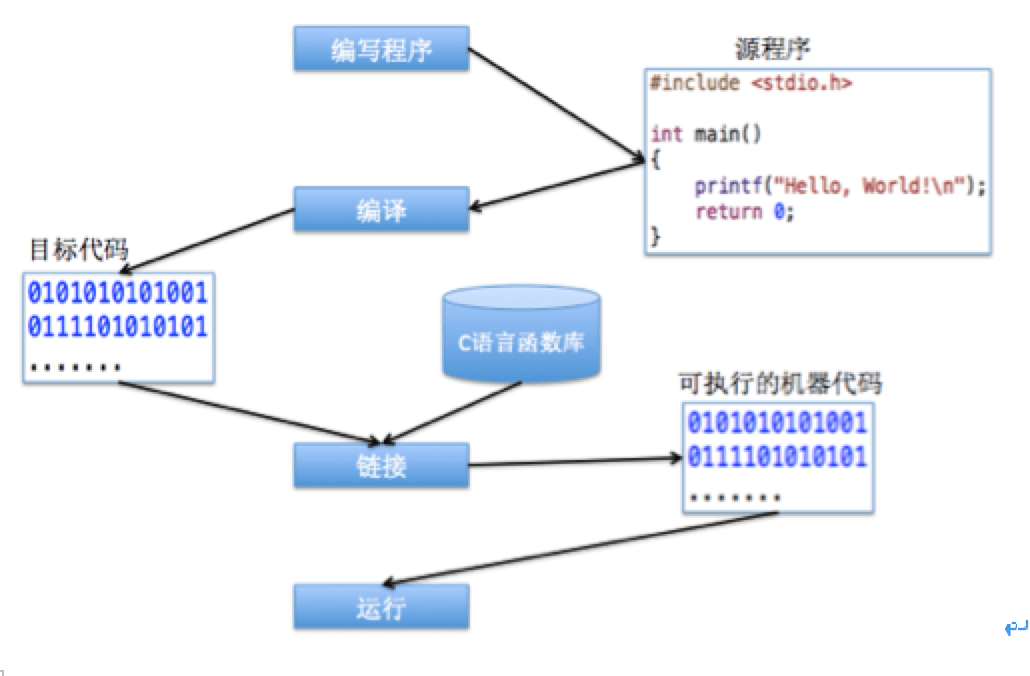 编写程序
源程序
#include <stdio.h>
int main()
{
printf("Hello, World!\n");
return 0;
}
编译
目标代码
0101010101001
0111101010101
.......
C语言函数库
可执行的机器代码
0101010101001
0111101010101
.......
链接
运行